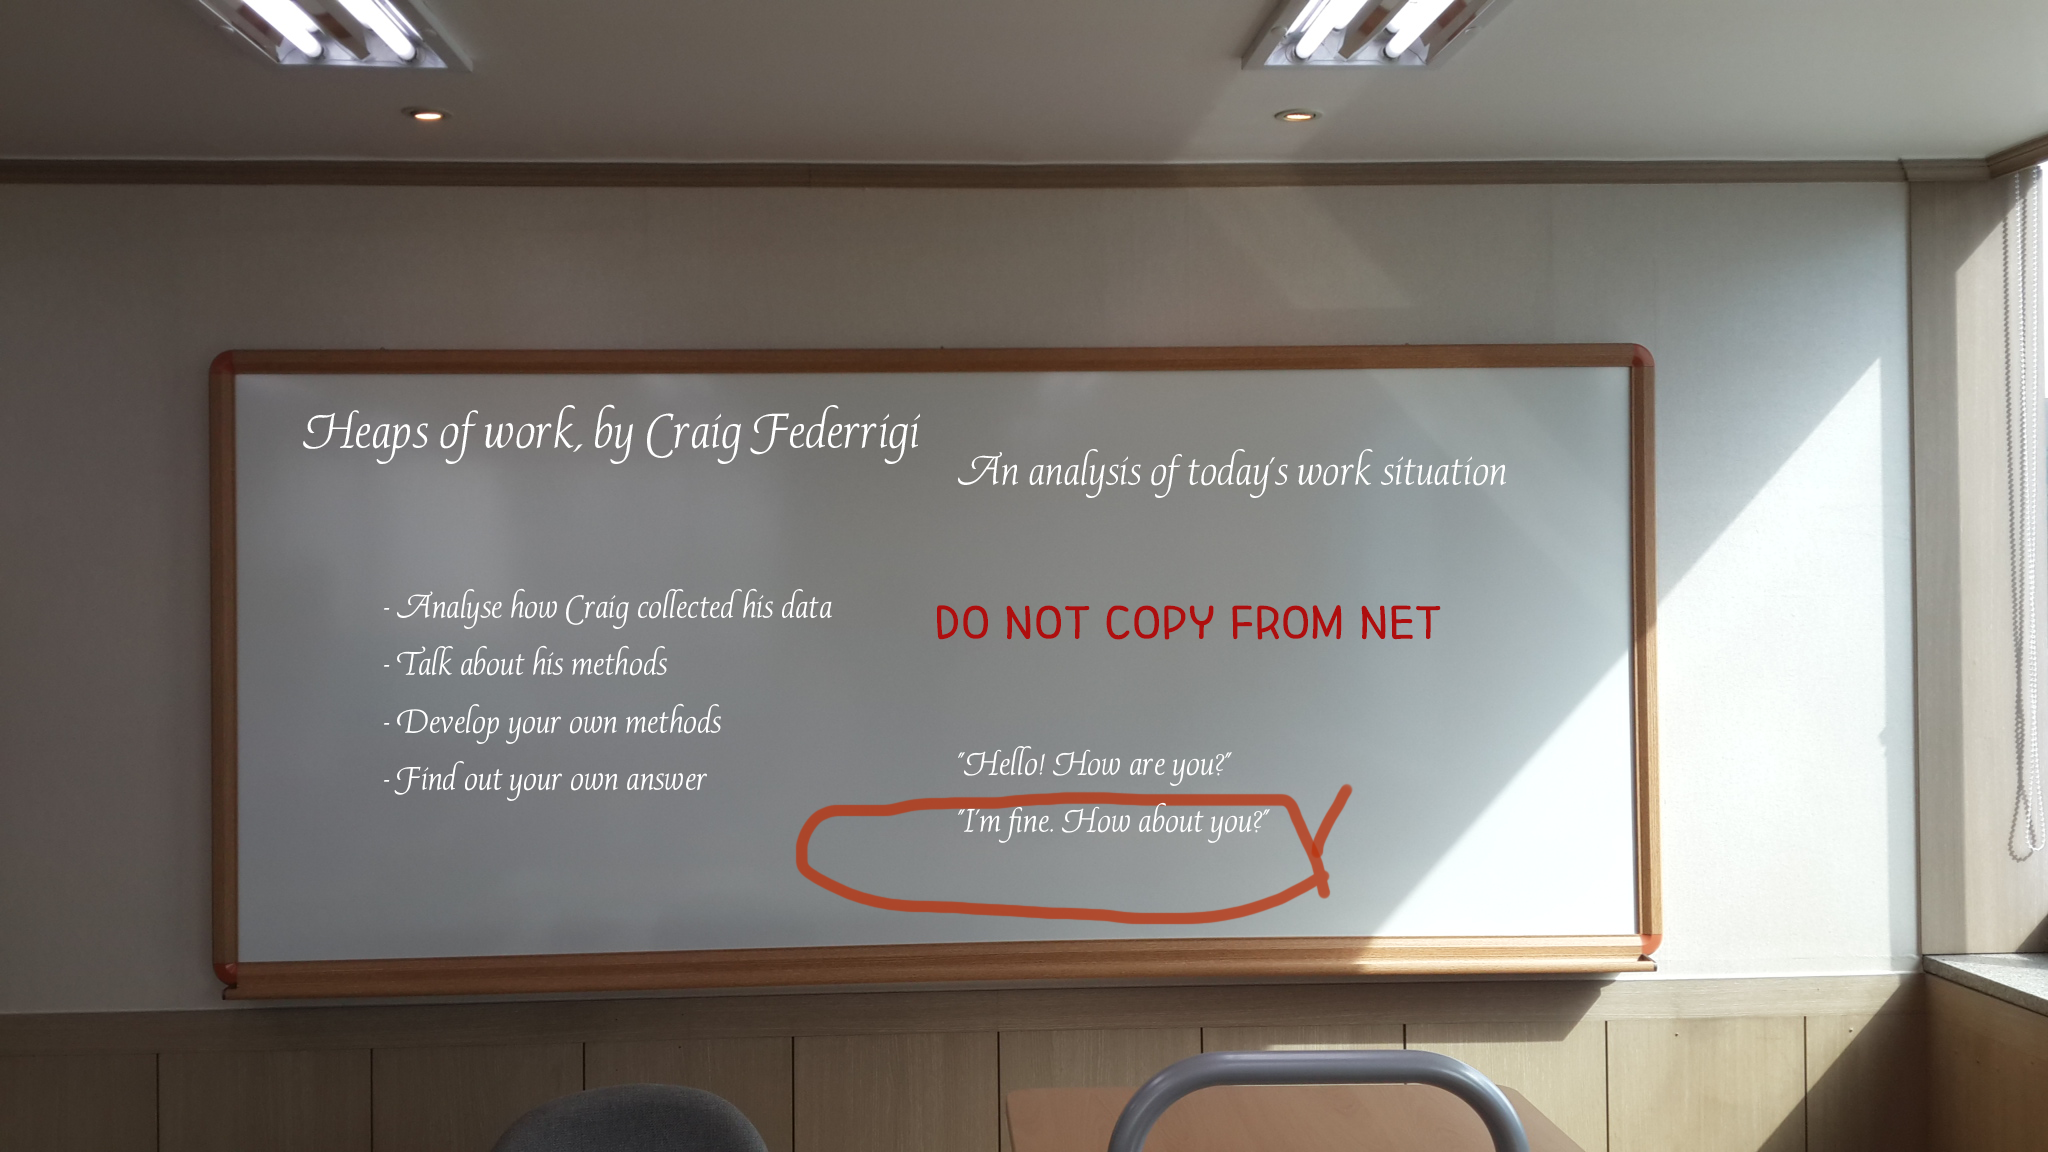 Heaps of work, by Craig Federrigi
An analysis of today's work situation
- Analyse how Craig collected his data
- Talk about his methods
- Develop your own methods
- Find out your own answer
DO NOT COPY FROM NET
"Hello! How are you?"
"I'm fine. How about you?"